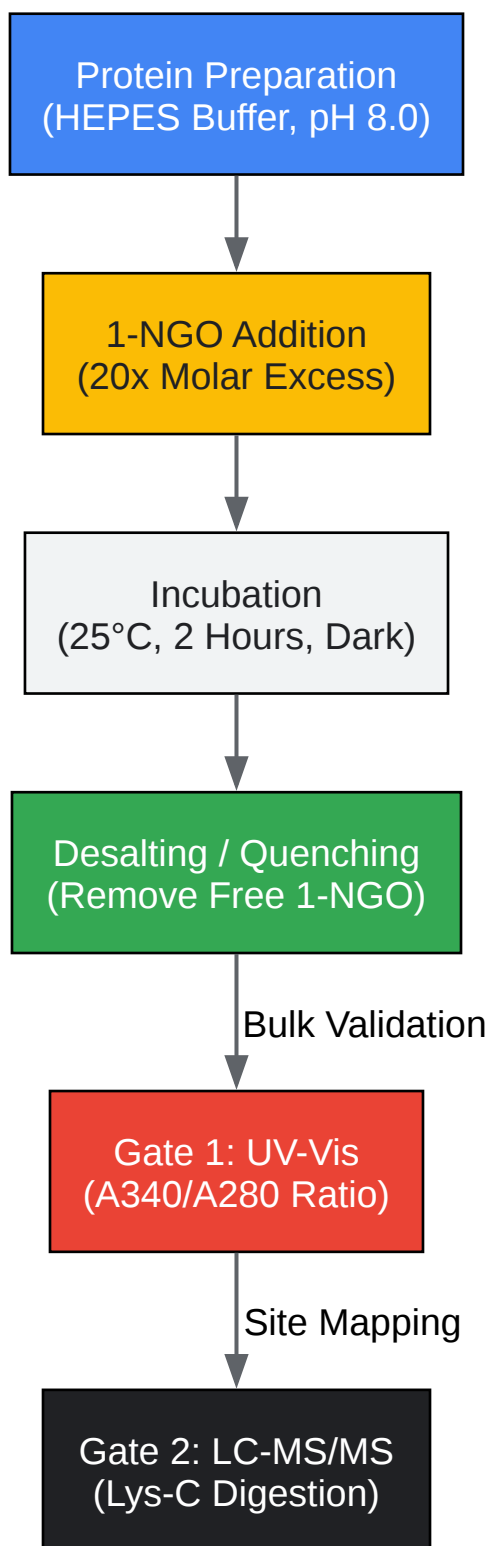 Protein Preparation
(HEPES Buffer, pH 8.0)
1-NGO Addition
(20x Molar Excess)
Incubation
(25°C, 2 Hours, Dark)
Desalting / Quenching
(Remove Free 1-NGO)
Bulk Validation
Gate 1: UV-Vis
(A340/A280 Ratio)
Site Mapping
Gate 2: LC-MS/MS
(Lys-C Digestion)